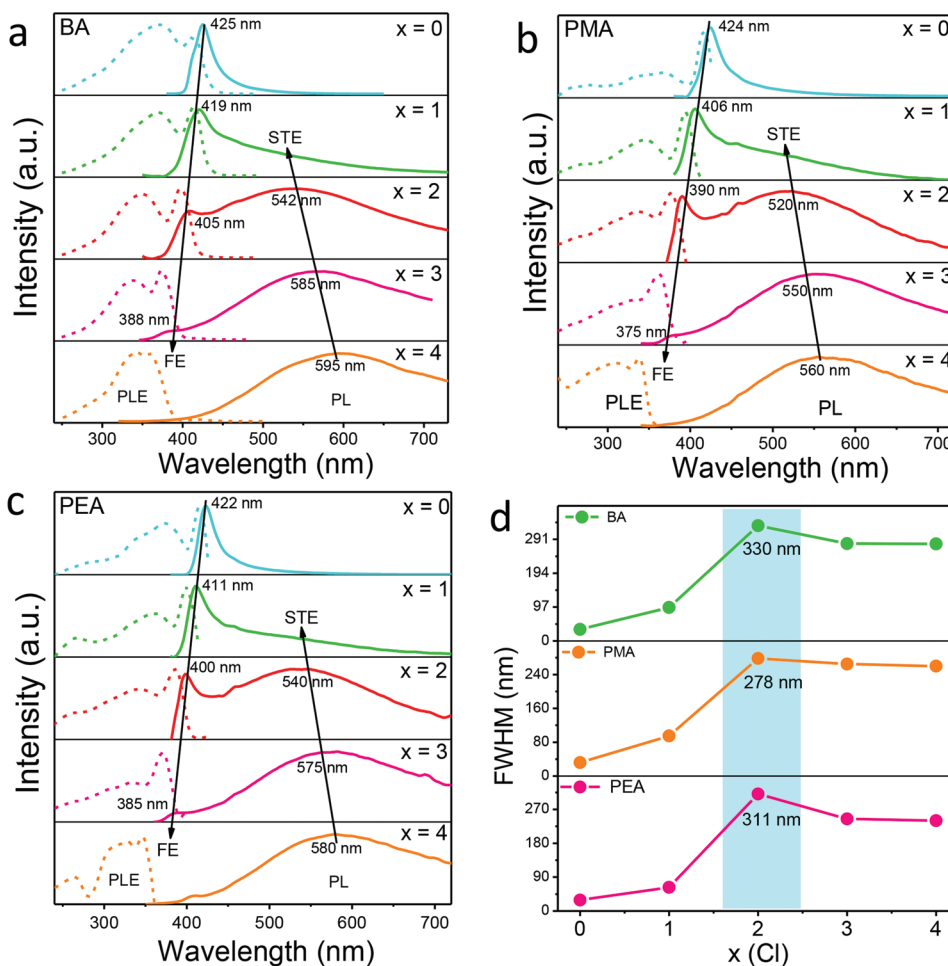 a
BA
425 nm
x = 0
419 nm
x = 1
STE
405 nm
542 nm
x = 2
388 nm
585 nm
x = 3
FE
595 nm
x = 4
PLE
PL
300 400 500 600 700
Wavelength (nm)
Intensity (a.u.)
b
PMA
424 nm
x = 0
406 nm
x = 1
STE
390 nm
520 nm
x = 2
375 nm
550 nm
x = 3
FE
560 nm
x = 4
PLE
PL
300 400 500 600 700
Wavelength (nm)
Intensity (a.u.)
c
PEA
422 nm
x = 0
411 nm
x = 1
STE
400 nm
540 nm
x = 2
385 nm
575 nm
x = 3
FE
580 nm
x = 4
PLE
PL
300 400 500 600 700
Wavelength (nm)
Intensity (a.u.)
d
BA
291
330 nm
194
97
0
PMA
240
278 nm
160
80
0
PEA
270
311 nm
180
90
0
0 1 2 3 4
x (Cl)
FWHM (nm)